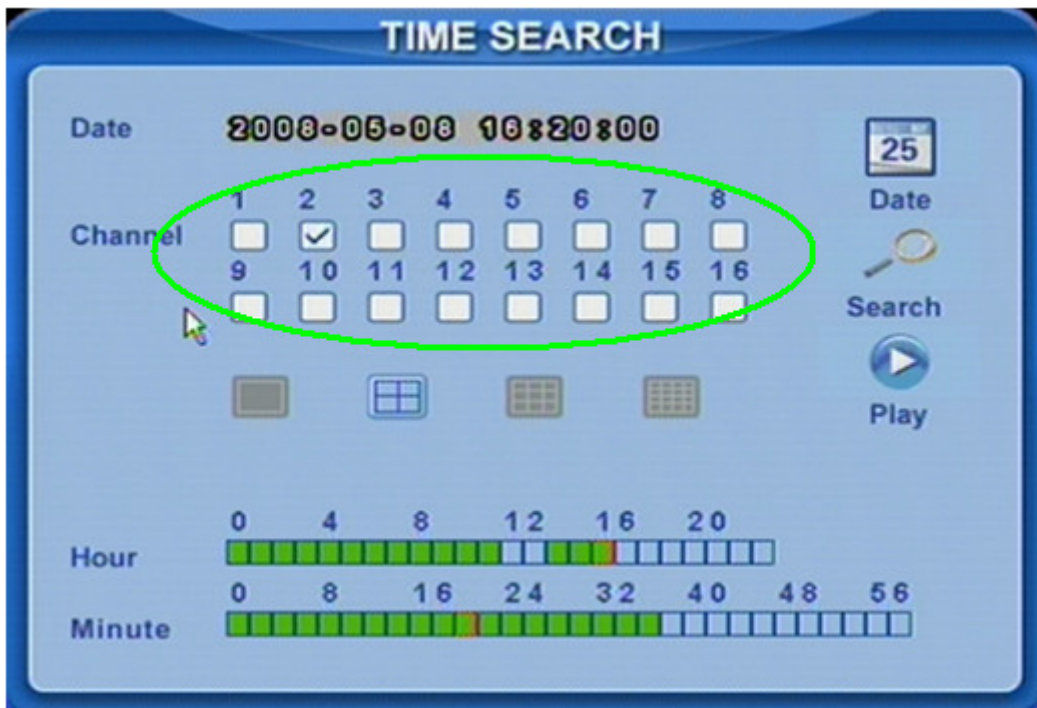 TIME SEARCH
Date 2008-05-08 16:20:00
25
Date
1 2 3 4 5 6 7 8
Channel
9 10 11 12 13 14 15 16
Search
Play
0 4 8 12 16 20
Hour
0 8 16 24 32 40 48 56
Minute